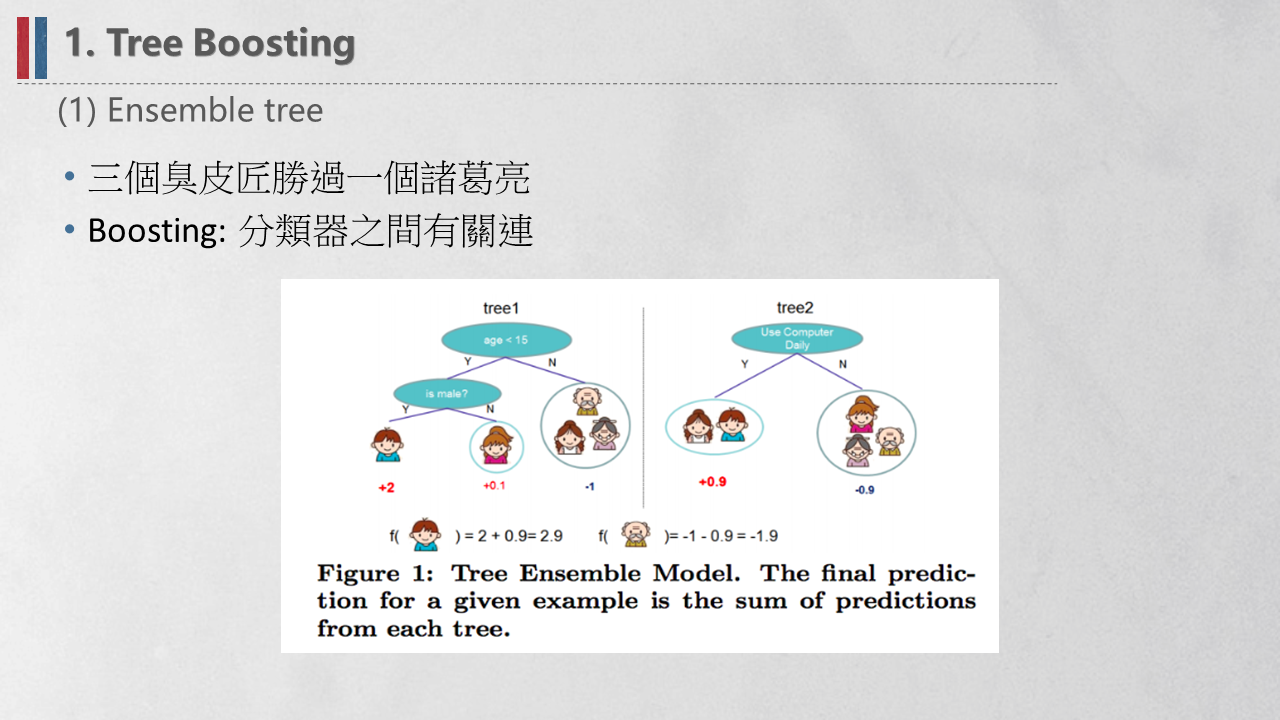 1. Tree Boosting
(1) Ensemble tree
• 三個臭皮匠勝過一個諸葛亮
• Boosting: 分類器之間有關連
tree1
tree2
age < 15
Use Computer
Daily
Y
N
Y
N
is male?
Y
N
+2
+0.1
-1
+0.9
-0.9
f( ) = 2 + 0.9= 2.9
f( )= -1 - 0.9 = -1.9
Figure 1: Tree Ensemble Model. The final predic-
tion for a given example is the sum of predictions
from each tree.